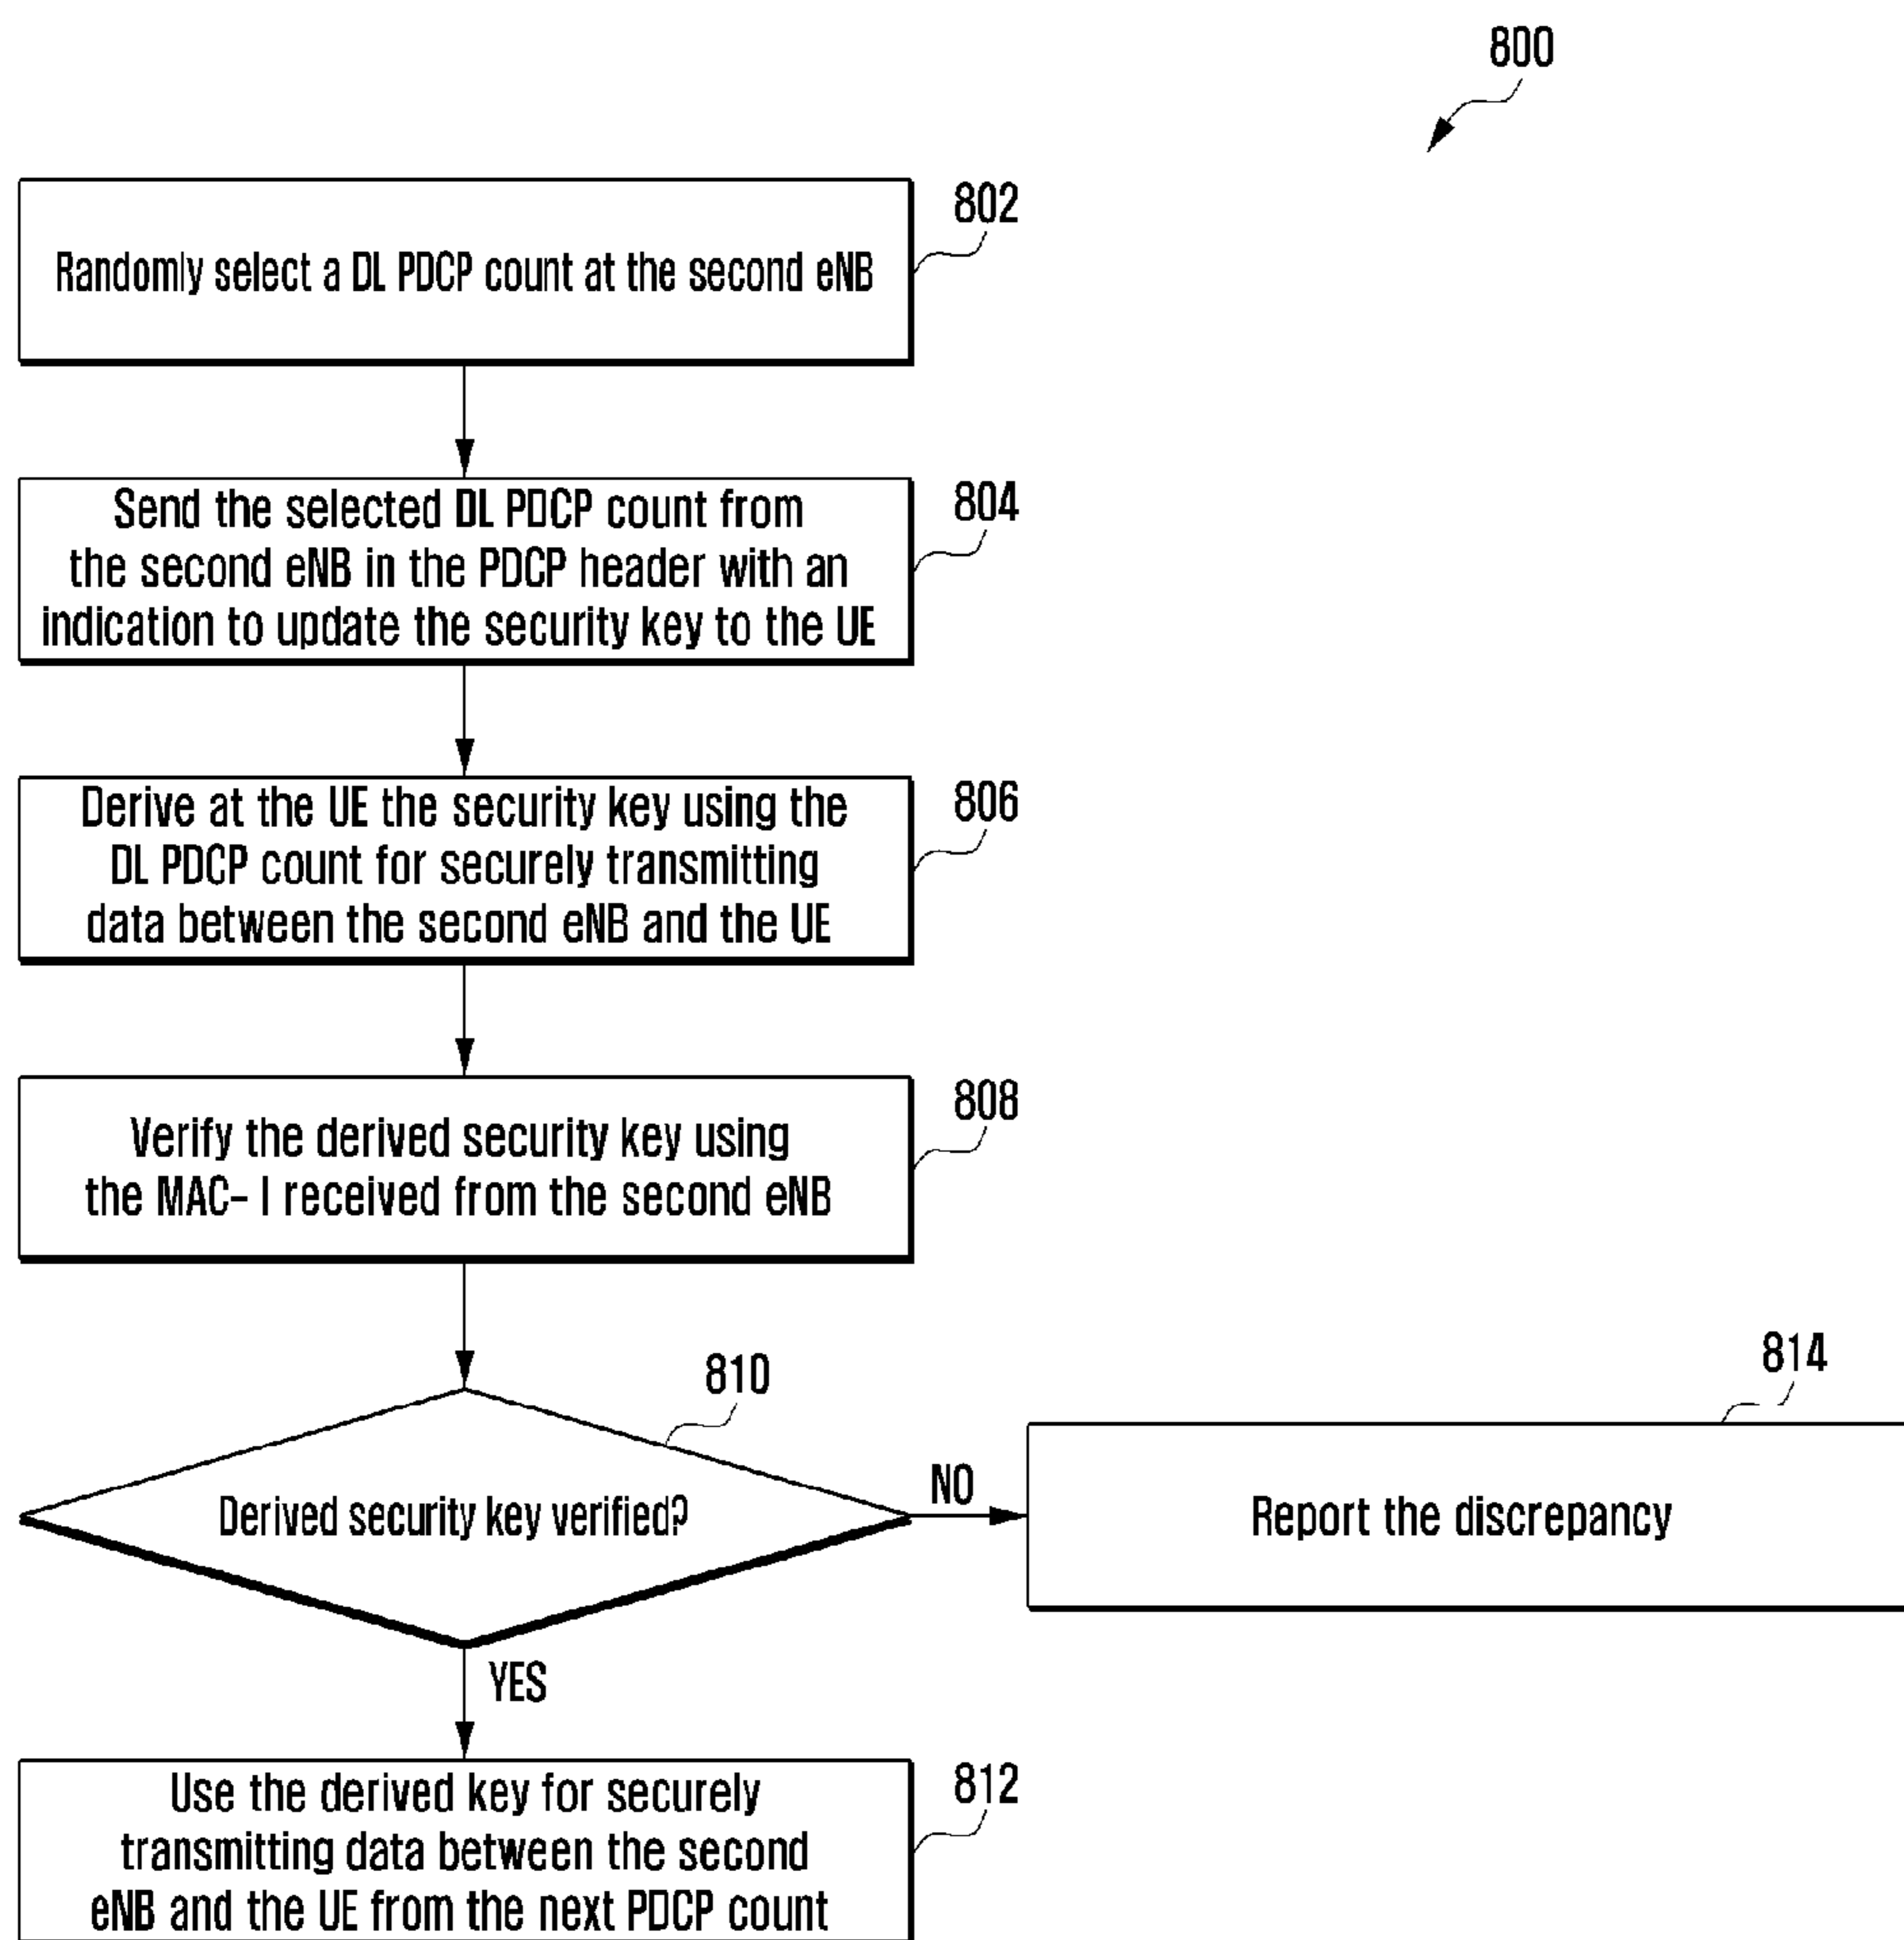 800
802
Randomly select a DL PDCP count at the second eNB
804
Send the selected DL PDCP count from
the second eNB in the PDCP header with an
indication to update the security key to the UE
806
Derive at the UE the security key using the
DL PDCP count for securely transmitting
data between the second eNB and the UE
808
Verify the derived security key using
the MAC- I received from the second eNB
810
Derived security key verified?
NO
814
Report the discrepancy
YES
812
Use the derived key for securely
transmitting data between the second
eNB and the UE from the next PDCP count